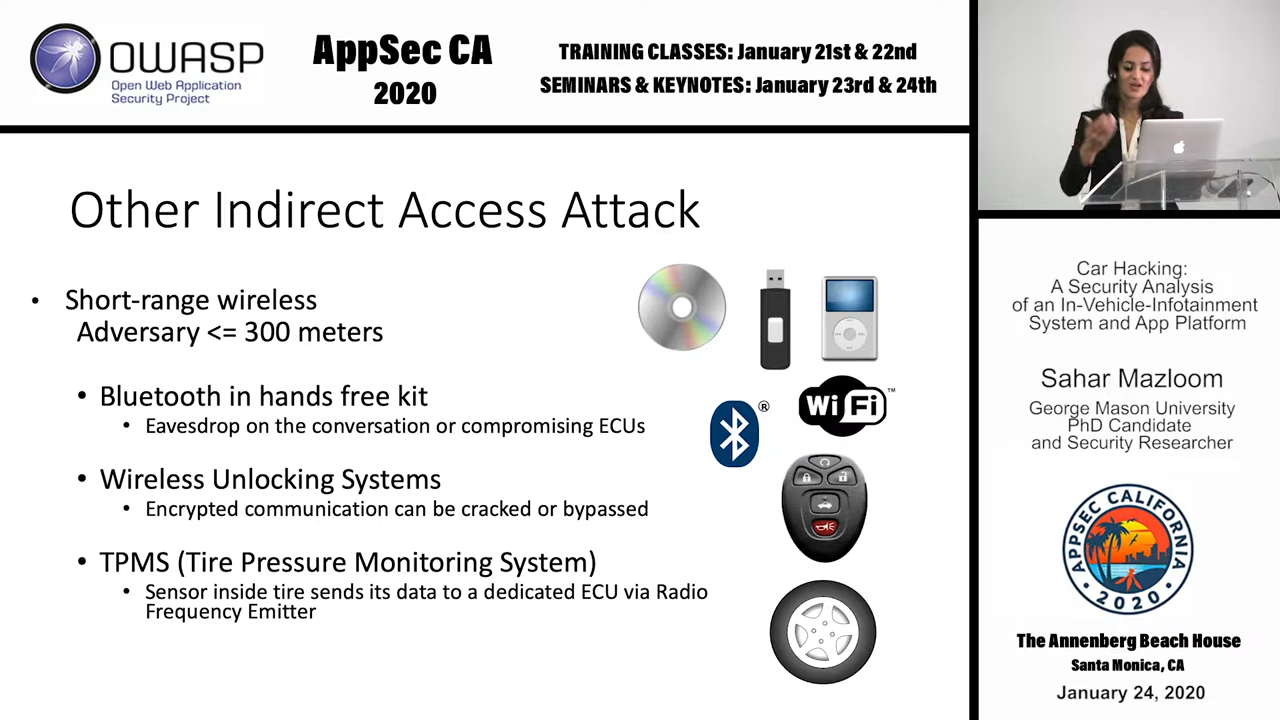 OWASP
Open Web Application
Security Project
AppSec CA
2020
TRAINING CLASSES: January 21st & 22nd
SEMINARS & KEYNOTES: January 23rd & 24th
Other Indirect Access Attack
• Short-range wireless
Adversary <= 300 meters
• Bluetooth in hands free kit
• Eavesdrop on the conversation or compromising ECUs
• Wireless Unlocking Systems
• Encrypted communication can be cracked or bypassed
• TPMS (Tire Pressure Monitoring System)
• Sensor inside tire sends its data to a dedicated ECU via Radio
Frequency Emitter
®
Wi Fi™
Car Hacking:
A Security Analysis
of an In-Vehicle-Infotainment
System and App Platform
Sahar Mazloom
George Mason University
PhD Candidate
and Security Researcher
APPSEC CALIFORNIA
• 2020 •
The Annenberg Beach House
Santa Monica, CA
January 24, 2020